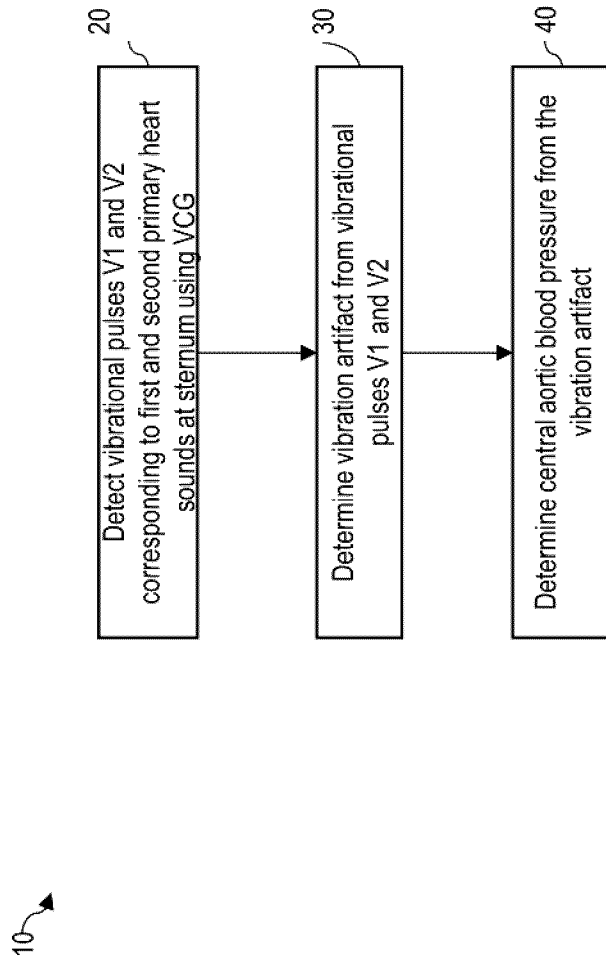 10
20
Detect vibrational pulses V1 and V2
corresponding to first and second primary heart
sounds at sternum using VCG
30
Determine vibration artifact from vibrational
pulses V1 and V2
40
Determine central aortic blood pressure from the
vibration artifact